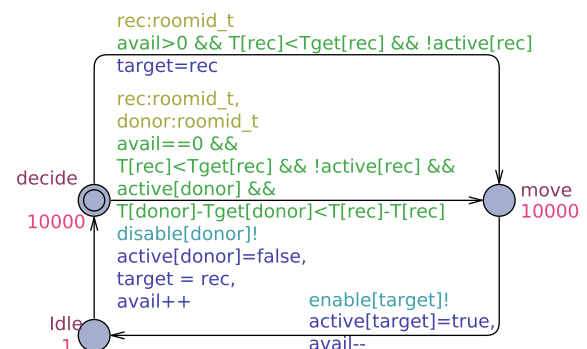 rec:roomid_t
avail>0 && T[rec]<Tget[rec] && !active[rec]
target=rec
rec:roomid_t,
donor:roomid_t
avail==0 &&
T[rec]<Tget[rec] && !active[rec] &&
active[donor] &&
T[donor]-Tget[donor]<T[rec]-T[rec]
disable[donor]!
active[donor]=false,
target = rec,
avail++
decide
10000
move
10000
enable[target]!
active[target]=true,
avail--
Idle
1